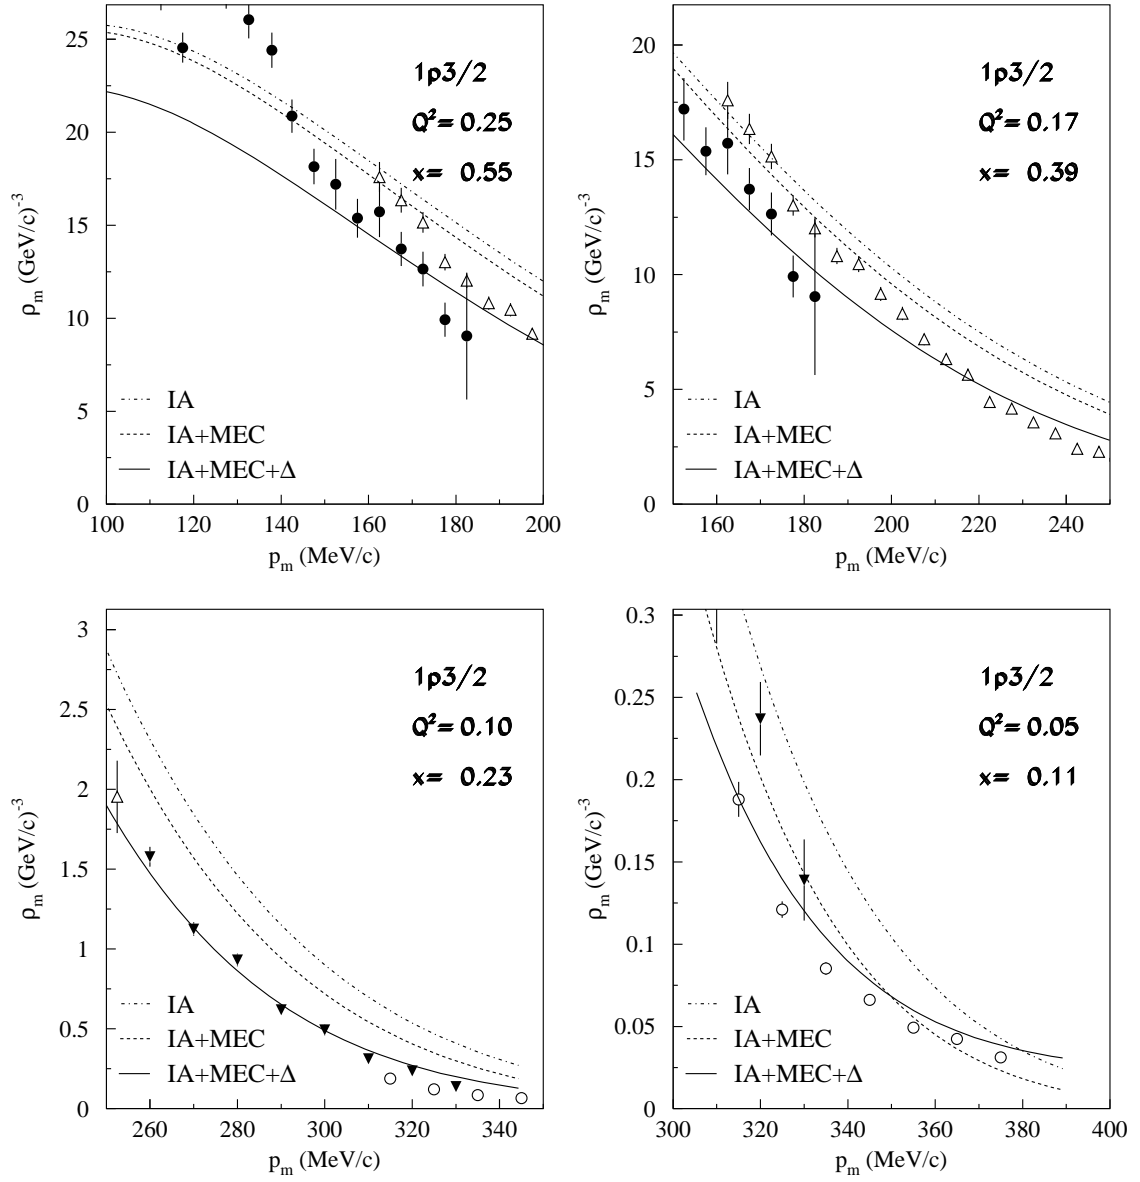 25
20
15
10
5
0
ρm (GeV/c)-3
1p3/2
Q2= 0.25
x= 0.55
IA
IA+MEC
IA+MEC+Δ
100 120 140 160 180 200
pm (MeV/c)
20
15
10
5
0
ρm (GeV/c)-3
1p3/2
Q2= 0.17
x= 0.39
IA
IA+MEC
IA+MEC+Δ
160 180 200 220 240
pm (MeV/c)
3
2.5
2
1.5
1
0.5
0
ρm (GeV/c)-3
1p3/2
Q2= 0.10
x= 0.23
IA
IA+MEC
IA+MEC+Δ
260 280 300 320 340
pm (MeV/c)
0.3
0.25
0.2
0.15
0.1
0.05
0
ρm (GeV/c)-3
1p3/2
Q2= 0.05
x= 0.11
IA
IA+MEC
IA+MEC+Δ
300 320 340 360 380 400
pm (MeV/c)